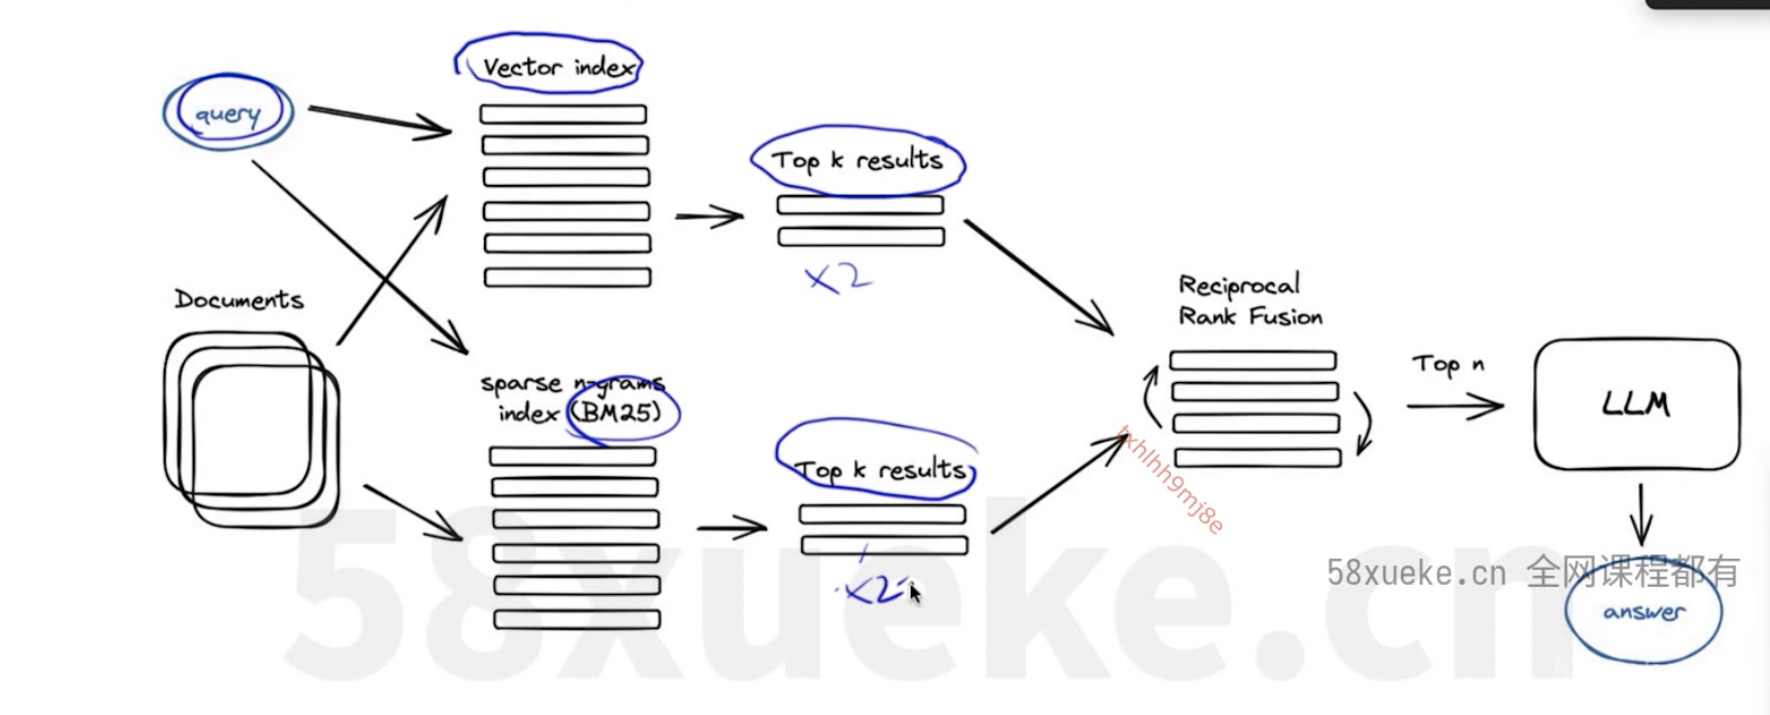 Vector index
query
Top k results
x2
Documents
Reciprocal
Rank Fusion
sparse n-grams
index (BM25)
Top n
LLM
Top k results
x2
txhlhh9mj8e
58xueke.cn 全网课程都有
answer
58xueke.cn